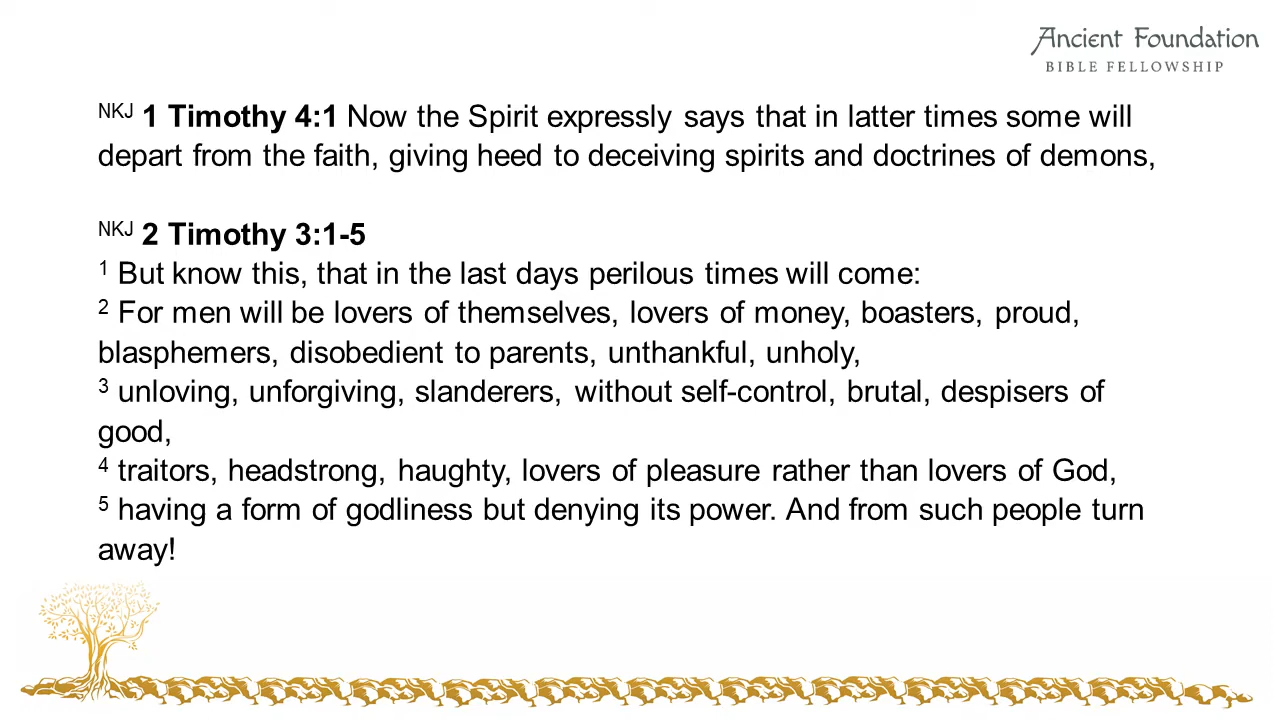 Ancient Foundation
BIBLE FELLOWSHIP
NKJ 1 Timothy 4:1 Now the Spirit expressly says that in latter times some will
depart from the faith, giving heed to deceiving spirits and doctrines of demons,
NKJ 2 Timothy 3:1-5
1 But know this, that in the last days perilous times will come:
2 For men will be lovers of themselves, lovers of money, boasters, proud,
blasphemers, disobedient to parents, unthankful, unholy,
3 unloving, unforgiving, slanderers, without self-control, brutal, despisers of
good,
4 traitors, headstrong, haughty, lovers of pleasure rather than lovers of God,
5 having a form of godliness but denying its power. And from such people turn
away!